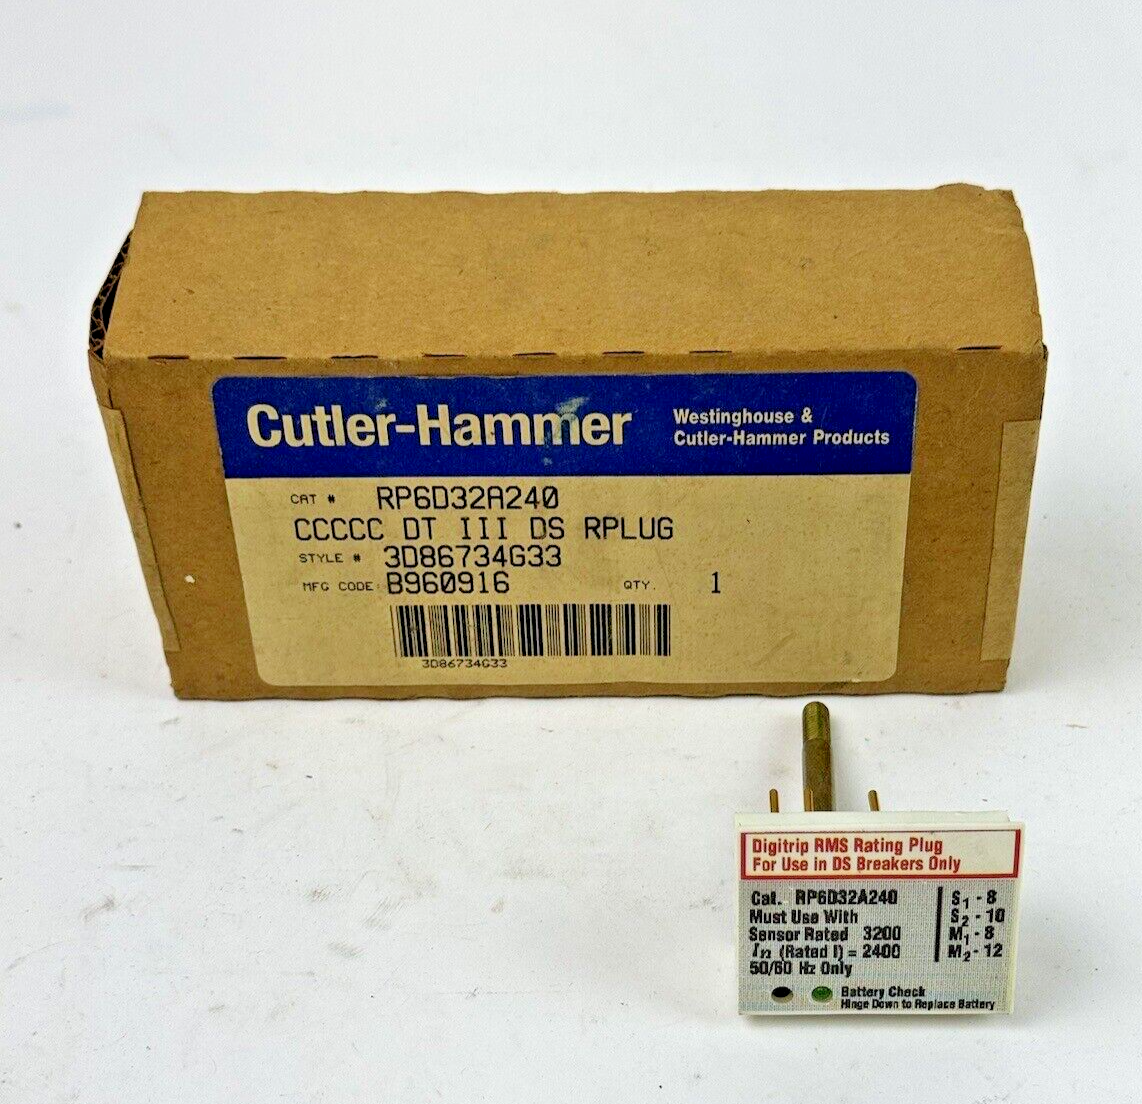 Cutler-Hammer
Westinghouse &
Cutler-Hammer Products
CAT # RP6D32A240
CCCCC DT III DS RPLUG
STYLE # 3D86734G33
MFG CODE: B960916 QTY. 1
3D86734G33
Digitrip RMS Rating Plug
For Use in DS Breakers Only
Cat. RP6D32A240
Must Use With
Sensor Rated 3200
In (Rated I) = 2400
50/60 Hz Only
S1 - 8
S2 - 10
M1 - 8
M2 - 12
Battery Check
Hinge Down to Replace Battery